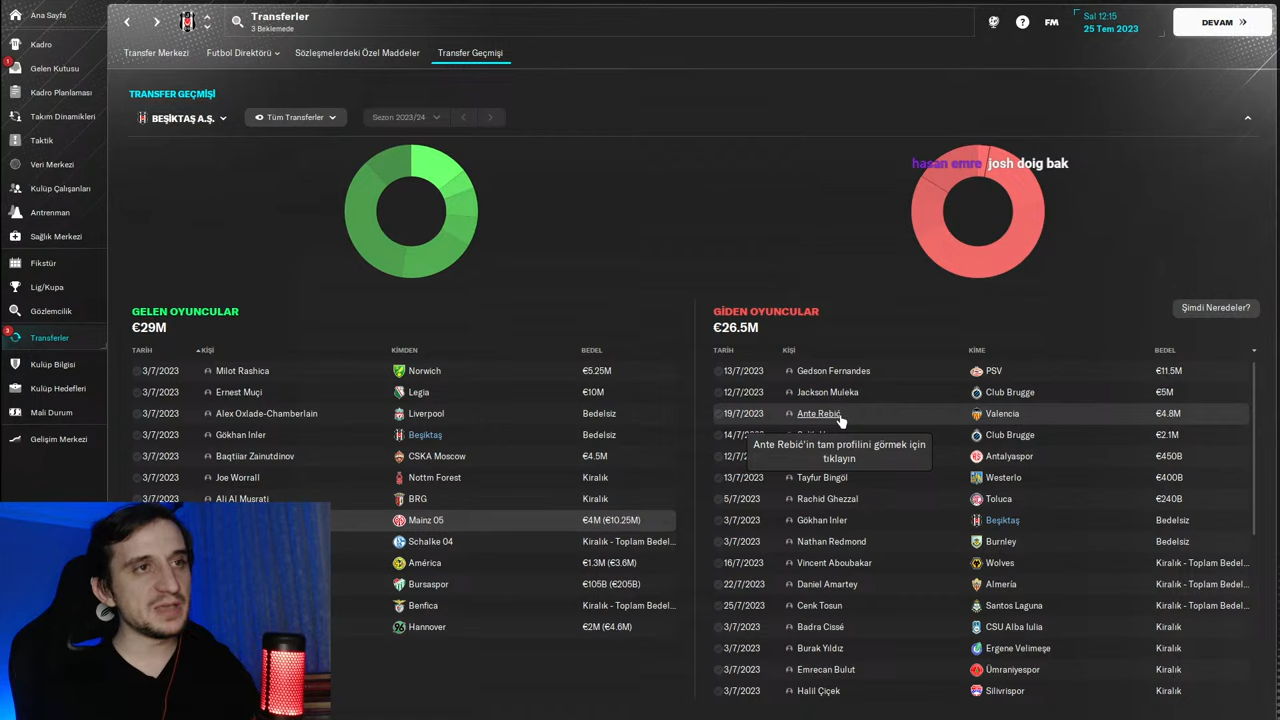 Ana Sayfa
Transferler
3 Beklemede
FM
Sal 12:15
25 Tem 2023
DEVAM
Kadro
1
Gelen Kutusu
Kadro Planlaması
Takım Dinamikleri
Taktik
Veri Merkezi
Kulüp Çalışanları
Antrenman
Sağlık Merkezi
Fikstür
Lig/Kupa
Gözlemcilik
3
Transferler
Kulüp Bilgisi
Kulüp Hedefleri
Mali Durum
Gelişim Merkezi
Transfer Merkezi Futbol Direktörü Sözleşmelerdeki Özel Maddeler Transfer Geçmişi
TRANSFER GEÇMİŞİ
BEŞİKTAŞ A.Ş. Tüm Transferler Sezon 2023/24
hasan emre josh doig bak
GELEN OYUNCULAR
€29M
TARİH KİŞİ KİMDEN BEDEL
3/7/2023 Milot Rashica Norwich €5.25M
3/7/2023 Ernest Muçi Legia €10M
3/7/2023 Alex Oxlade-Chamberlain Liverpool Bedelsiz
3/7/2023 Gökhan Inler Beşiktaş Bedelsiz
3/7/2023 Baqtiiar Zainutdinov CSKA Moscow €4.5M
3/7/2023 Joe Worrall Nottm Forest Kiralık
3/7/2023 Ali Al Musrati BRG Kiralık
Mainz 05 €4M (€10.25M)
Schalke 04 Kiralık - Toplam Bedel...
América €1.3M (€3.6M)
Bursaspor €105B (€205B)
Benfica Kiralık - Toplam Bedel...
Hannover €2M (€4.6M)
Şimdi Neredeler?
GİDEN OYUNCULAR
€26.5M
TARİH KİŞİ KİME BEDEL
13/7/2023 Gedson Fernandes PSV €11.5M
12/7/2023 Jackson Muleka Club Brugge €5M
19/7/2023 Ante Rebić Valencia €4.8M
14/7/2023 Club Brugge €2.1M
Ante Rebić'in tam profilini görmek için
tıklayın
12/7 Antalyaspor €450B
13/7/2023 Tayfur Bingöl Westerlo €400B
5/7/2023 Rachid Ghezzal Toluca €240B
3/7/2023 Gökhan Inler Beşiktaş Bedelsiz
3/7/2023 Nathan Redmond Burnley Bedelsiz
16/7/2023 Vincent Aboubakar Wolves Kiralık - Toplam Bedel...
22/7/2023 Daniel Amartey Almería Kiralık - Toplam Bedel...
25/7/2023 Cenk Tosun Santos Laguna Kiralık - Toplam Bedel...
3/7/2023 Badra Cissé CSU Alba Iulia Kiralık
3/7/2023 Burak Yıldız Ergene Velimeşe Kiralık
3/7/2023 Emrecan Bulut Ümraniyespor Kiralık
3/7/2023 Halil Çiçek Silivrispor Kiralık